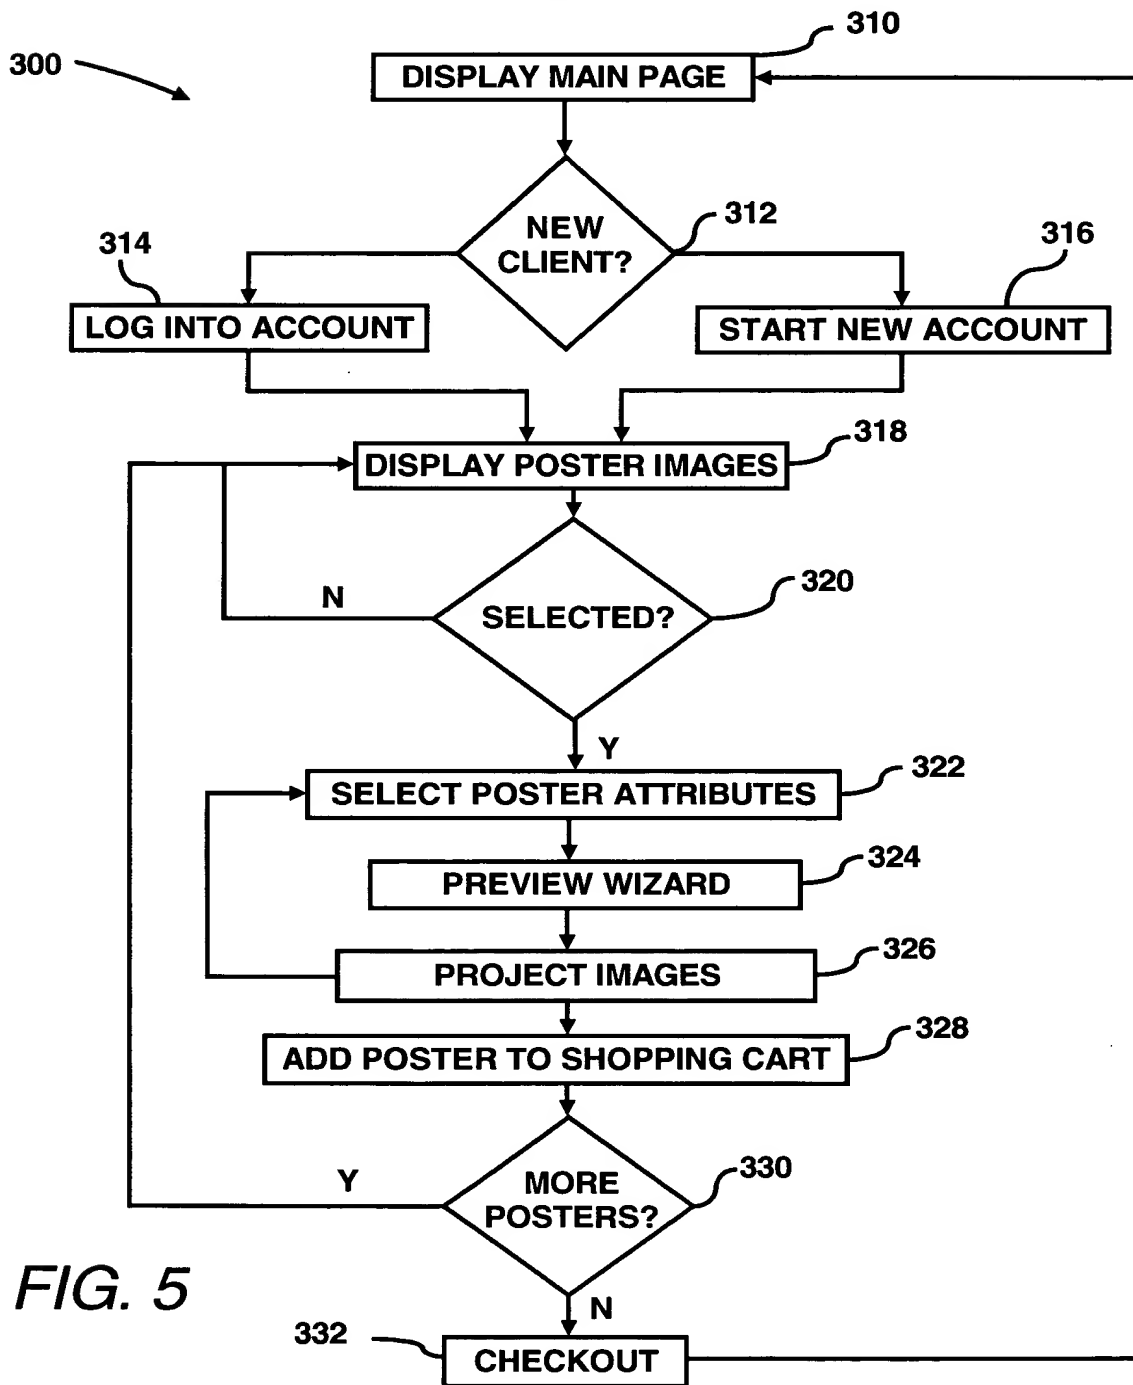 310
300
DISPLAY MAIN PAGE
NEW
CLIENT?
312
314
316
LOG INTO ACCOUNT
START NEW ACCOUNT
318
DISPLAY POSTER IMAGES
320
N
SELECTED?
Y
322
SELECT POSTER ATTRIBUTES
324
PREVIEW WIZARD
326
PROJECT IMAGES
328
ADD POSTER TO SHOPPING CART
330
Y
MORE
POSTERS?
FIG. 5
N
332
CHECKOUT